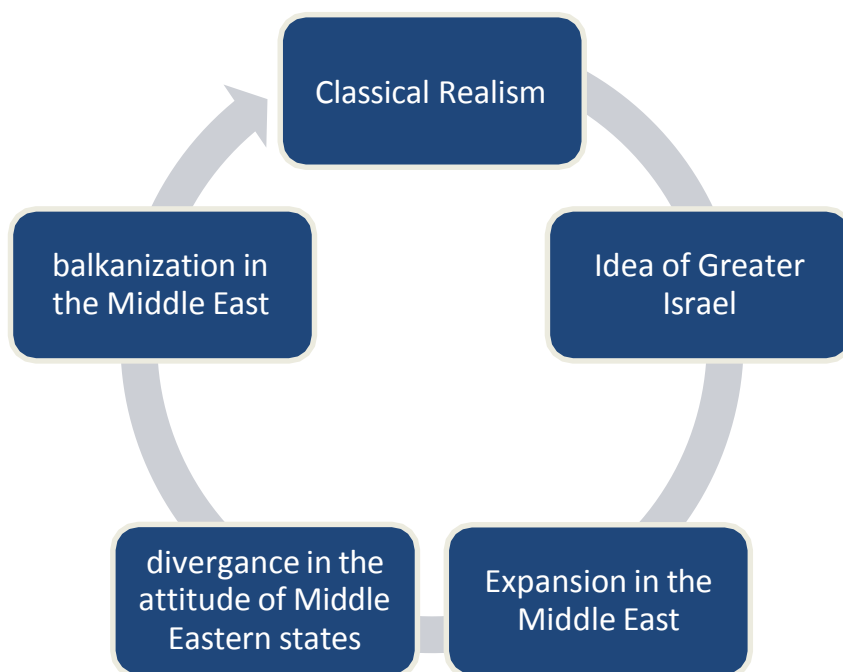 Classical Realism
Idea of Greater
Israel
Expansion in the
Middle East
divergance in the
attitude of Middle
Eastern states
balkanization in
the Middle East